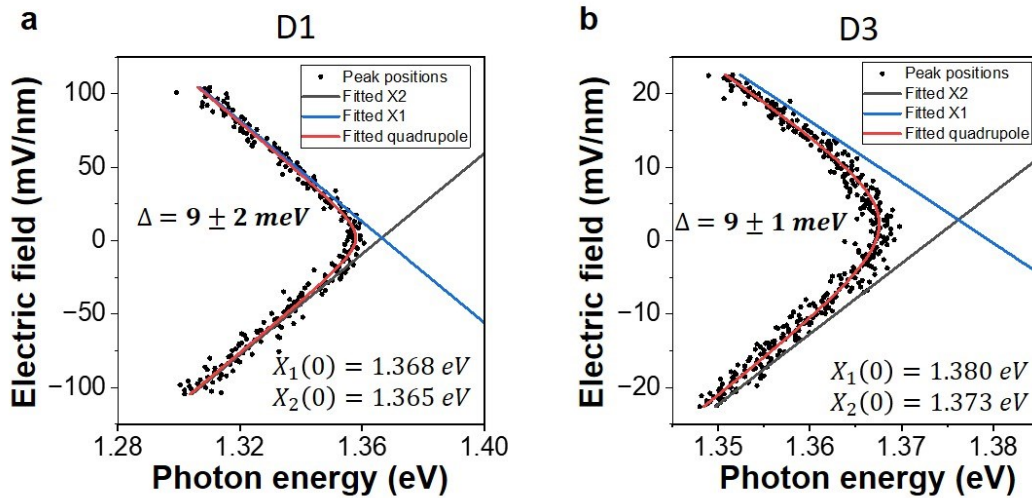 a
D1
Electric field (mV/nm)
100
50
0
−50
−100
Peak positions
Fitted X2
Fitted X1
Fitted quadrupole
Δ = 9 ± 2 meV
X₁(0) = 1.368 eV
X₂(0) = 1.365 eV
1.28 1.32 1.36 1.40
Photon energy (eV)
b
D3
Electric field (mV/nm)
20
10
0
−10
−20
Peak positions
Fitted X2
Fitted X1
Fitted quadrupole
Δ = 9 ± 1 meV
X₁(0) = 1.380 eV
X₂(0) = 1.373 eV
1.35 1.36 1.37 1.38
Photon energy (eV)